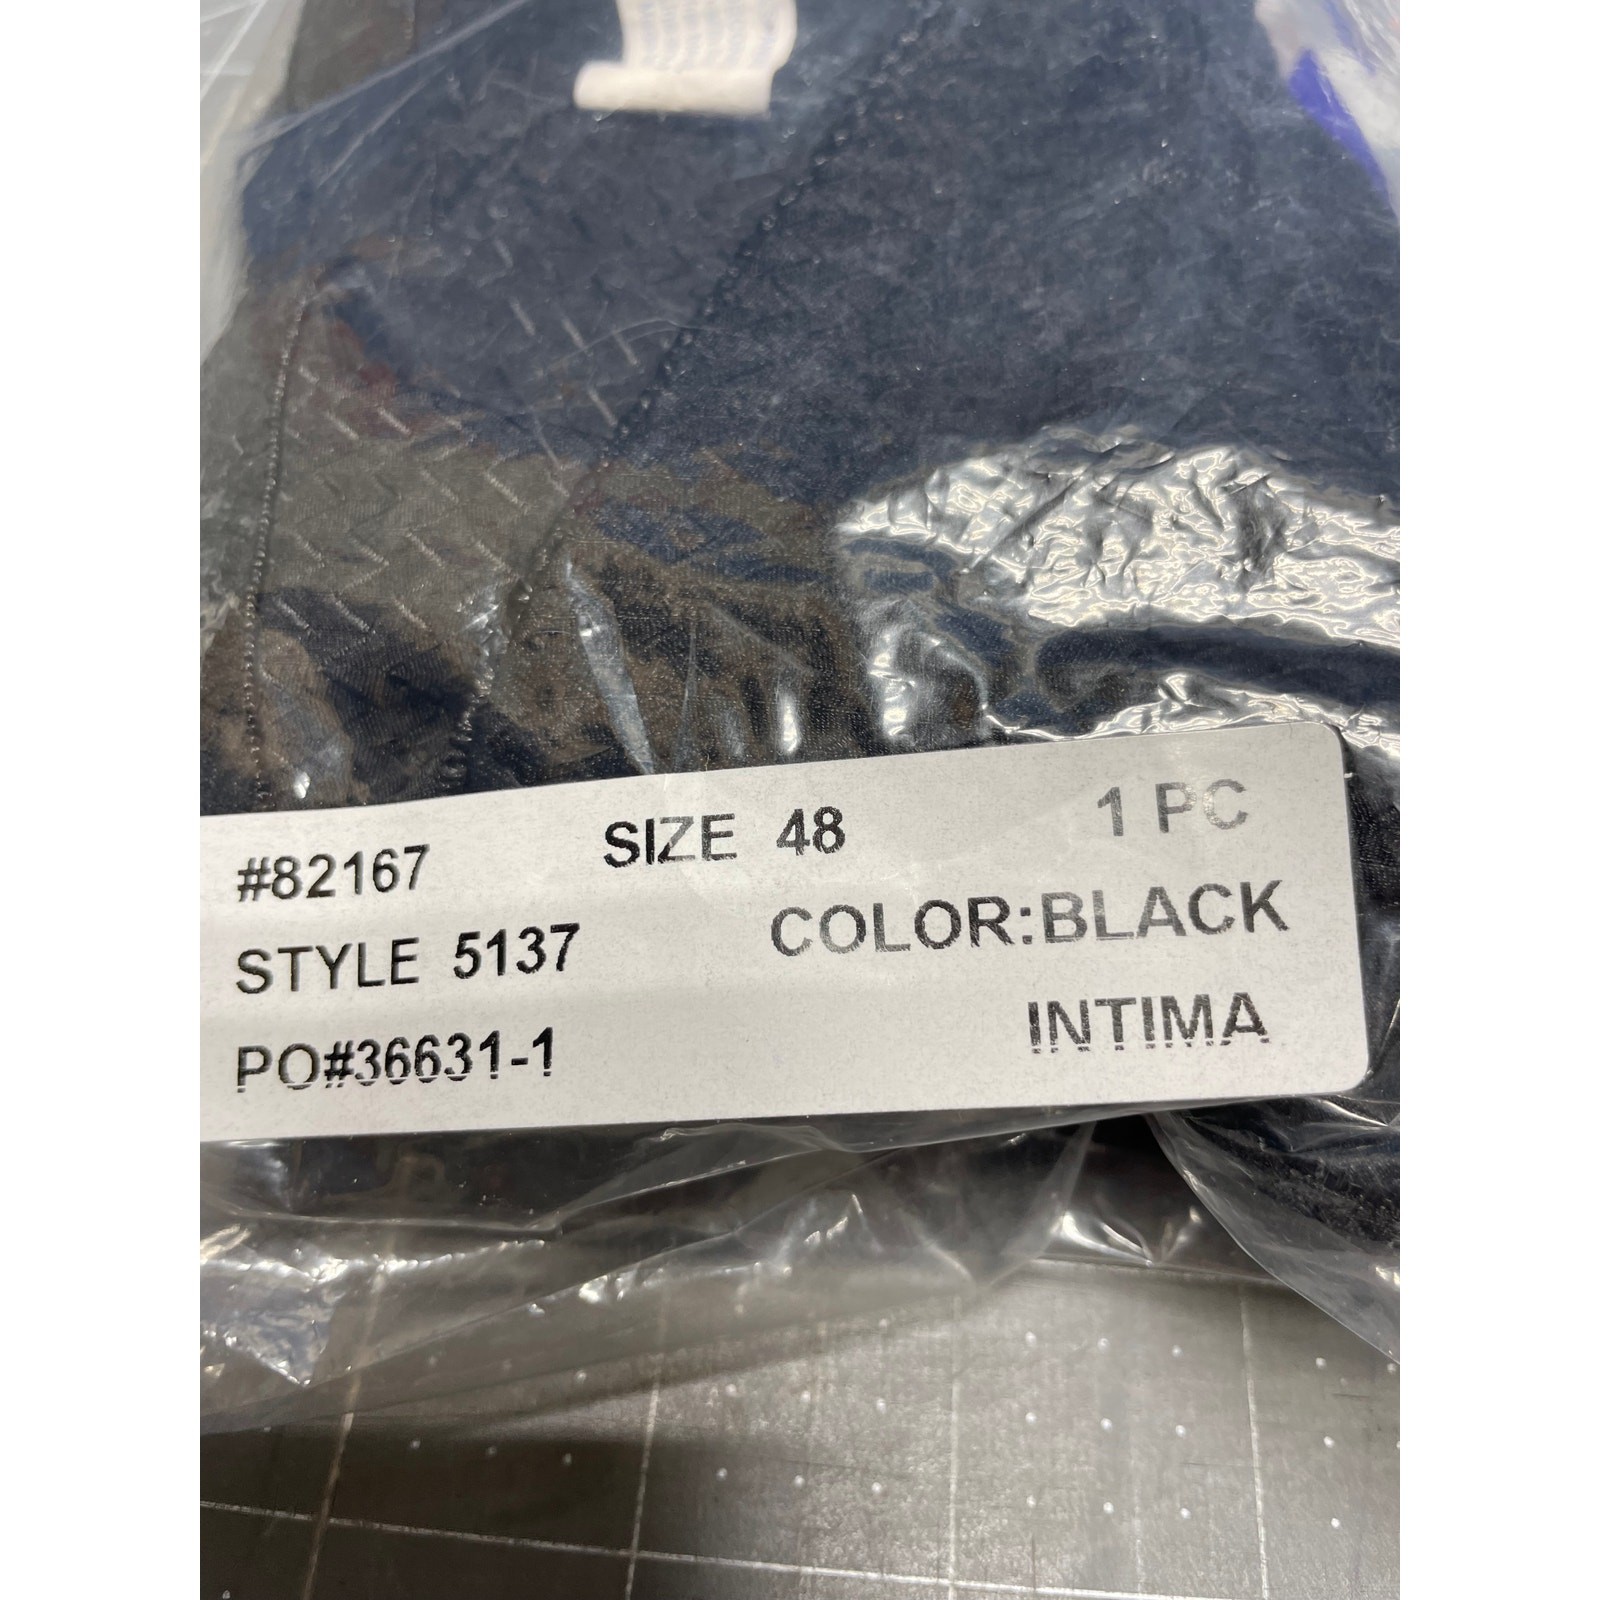 #82167 SIZE 48 1 PC
STYLE 5137 COLOR:BLACK
PO#36631-1 INTIMA